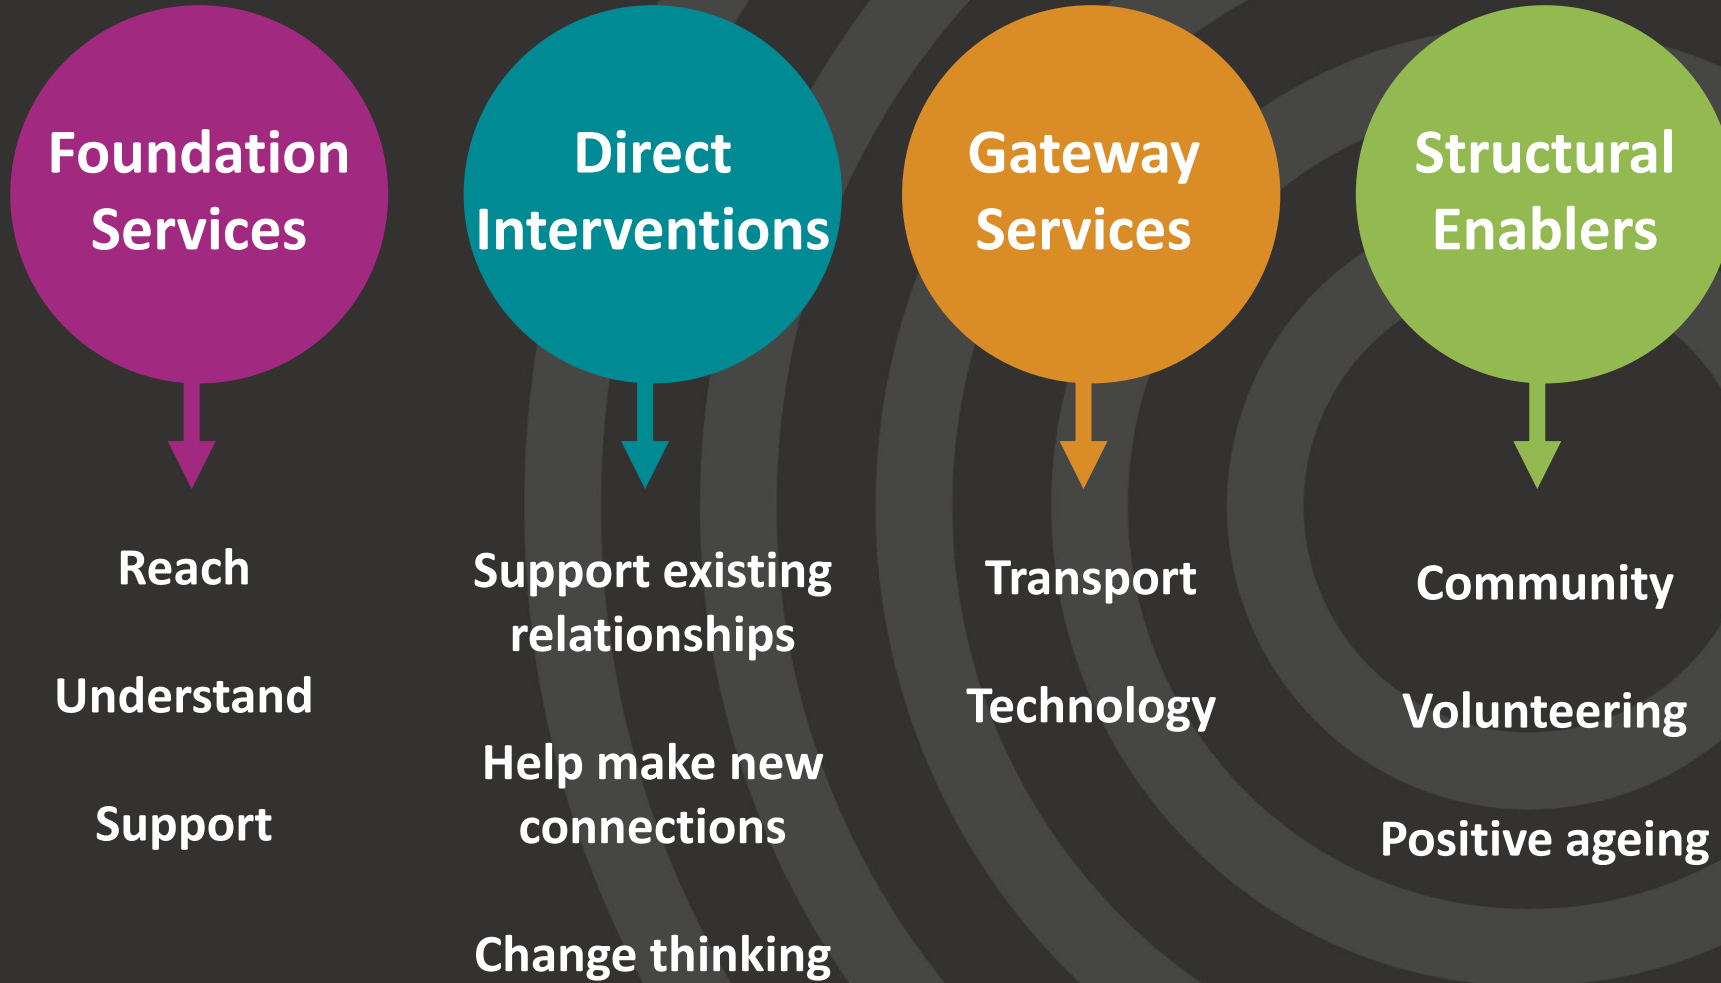 Foundation
Services
Direct
Interventions
Gateway
Services
Structural
Enablers
Reach
Understand
Support
Support existing
relationships
Help make new
connections
Change thinking
Transport
Technology
Community
Volunteering
Positive ageing